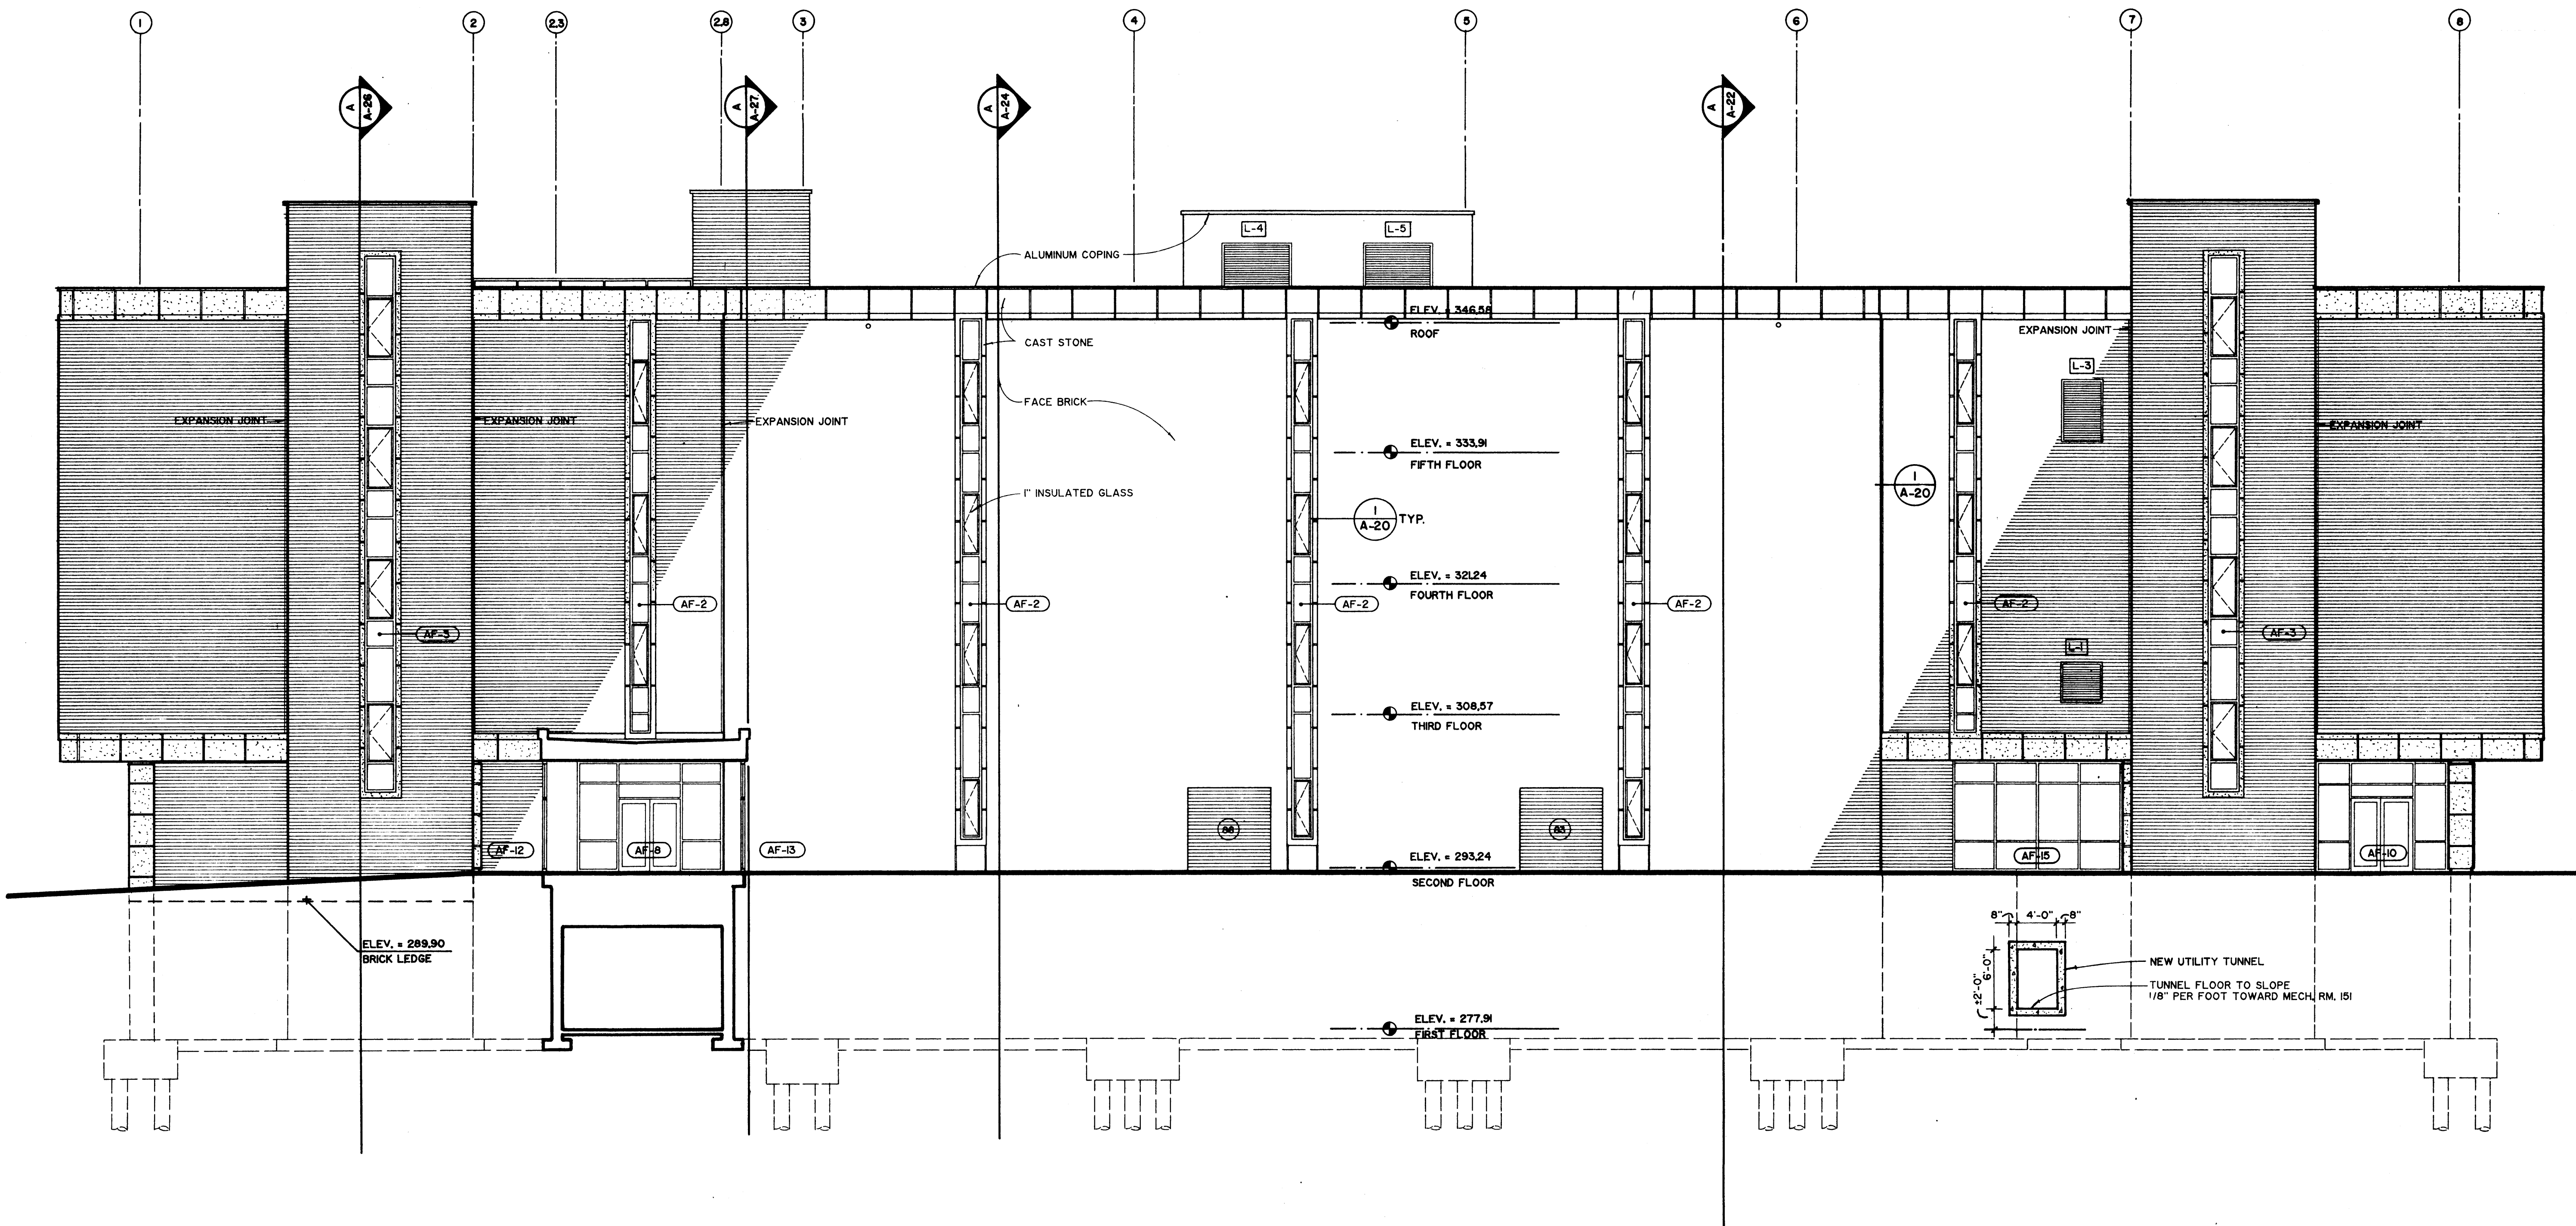 1
2
2.3
2.8
3
4
5
6
7
8
A
A-26
A
A-27.
A
A-24
A
A-22
L-4
L-5
ALUMINUM COPING
ELEV. = 346.58
ROOF
EXPANSION JOINT
CAST STONE
L-3
FACE BRICK
EXPANSION JOINT
EXPANSION JOINT
EXPANSION JOINT
EXPANSION JOINT
ELEV. = 333.91
FIFTH FLOOR
1
A-20
1" INSULATED GLASS
1
A-20
TYP.
ELEV. = 321.24
FOURTH FLOOR
AF-2
AF-2
AF-2
AF-2
AF-2
AF-3
AF-3
L-1
ELEV. = 308.57
THIRD FLOOR
AF-12
AF-8
AF-13
83
ELEV. = 293.24
SECOND FLOOR
AF-15
AF-10
ELEV. = 289.90
BRICK LEDGE
8"
4'-0"
8"
6'-0"
±2'-0"
NEW UTILITY TUNNEL
TUNNEL FLOOR TO SLOPE
1/8" PER FOOT TOWARD MECH. RM. 151
ELEV. = 277.91
FIRST FLOOR